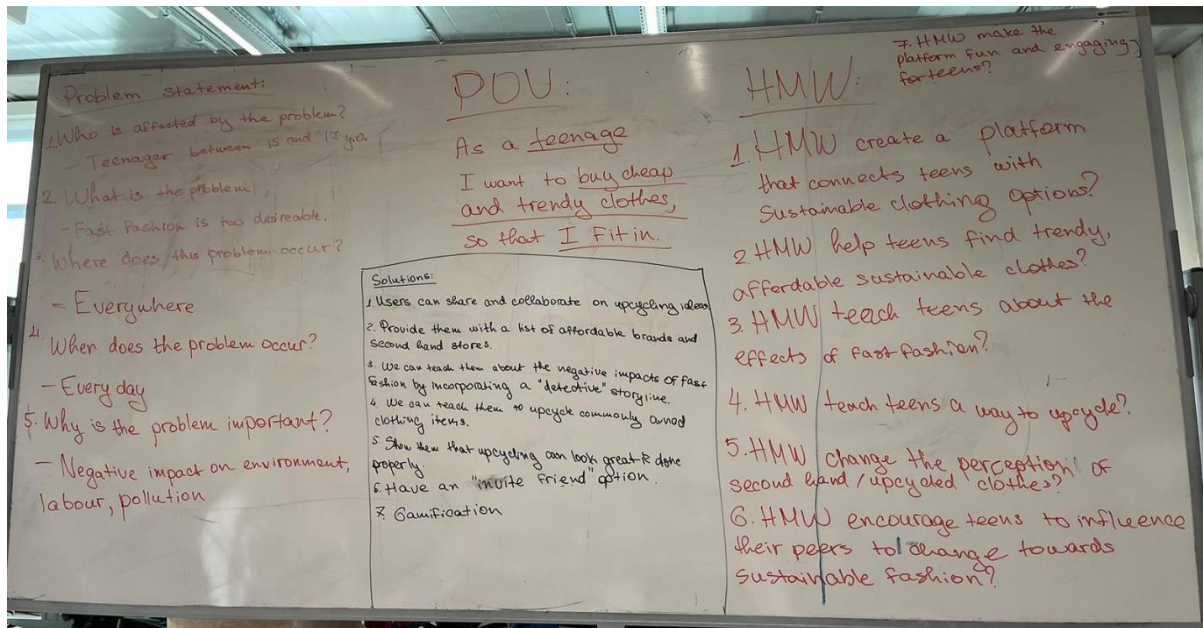 Problem statement:
1. Who is affected by the problem?
Teenager between 15 and 17 y.o.
2. What is the problem
- Fast Fashion is too desireable.
3. Where does this problem occur?
- Everywhere
4. When does the problem occur?
- Every day
5. Why is the problem important?
- Negative impact on environment,
labour, pollution
POV:
As a teenage
I want to buy cheap
and trendy clothes,
so that I fit in.
Solutions:
1. Users can share and collaborate on upcycling ideas
2. Provide them with a list of affordable brands and
second hand stores.
3. We can teach them about the negative impacts of fast
fashion by incorporating a "detective" storyline.
4. We can teach them to upcycle commonly owned
clothing items.
5. Show them that upcycling can look great if done
properly.
6. Have an "invite friend" option.
7. Gamification
HMW:
7. HMW make the
platform fun and engaging
for teens?
1. HMW create a platform
that connects teens with
sustainable clothing options?
2. HMW help teens find trendy,
affordable sustainable clothes?
3. HMW teach teens about the
effects of fast fashion?
4. HMW teach teens a way to upcycle?
5. HMW change the perception of
second hand / upcycled clothes?
6. HMW encourage teens to influence
their peers to change towards
sustainable fashion?